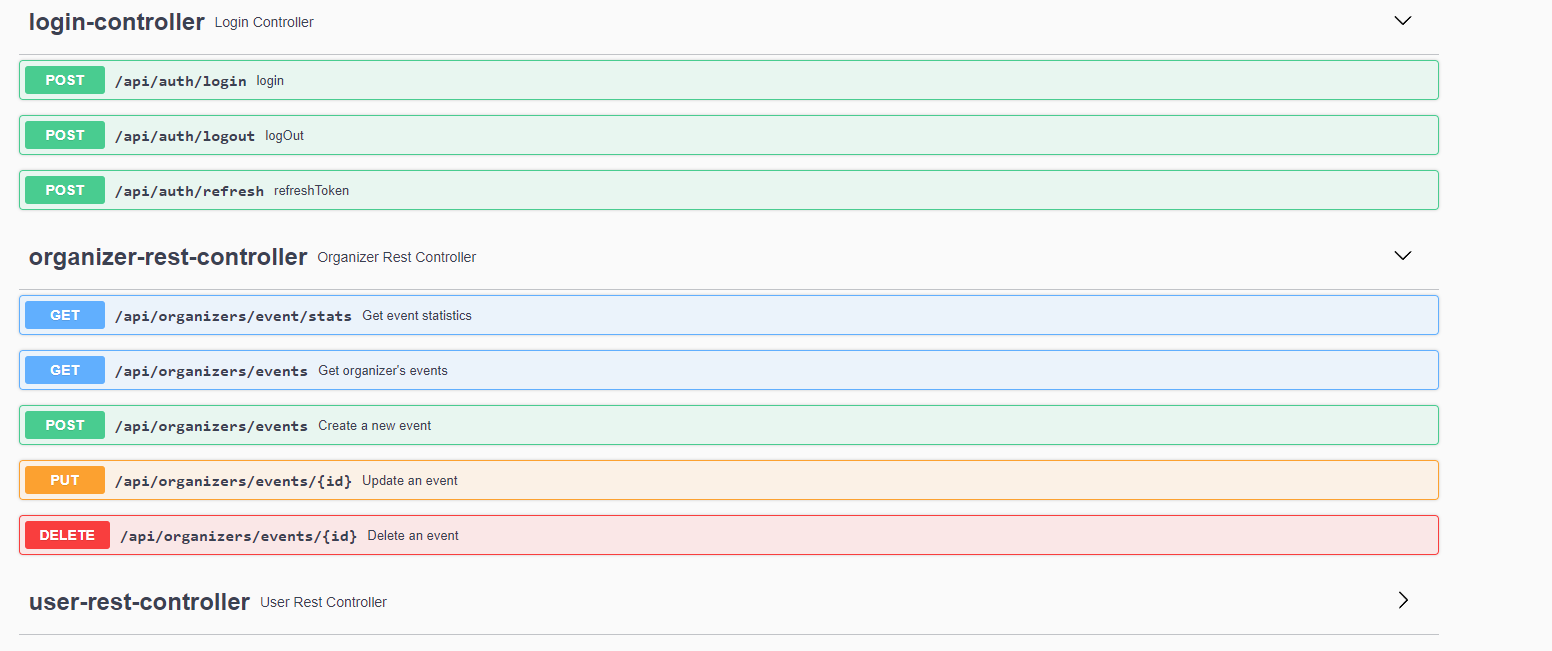 login-controller Login Controller
POST /api/auth/login login
POST /api/auth/logout logOut
POST /api/auth/refresh refreshToken
organizer-rest-controller Organizer Rest Controller
GET /api/organizers/event/stats Get event statistics
GET /api/organizers/events Get organizer's events
POST /api/organizers/events Create a new event
PUT /api/organizers/events/{id} Update an event
DELETE /api/organizers/events/{id} Delete an event
user-rest-controller User Rest Controller